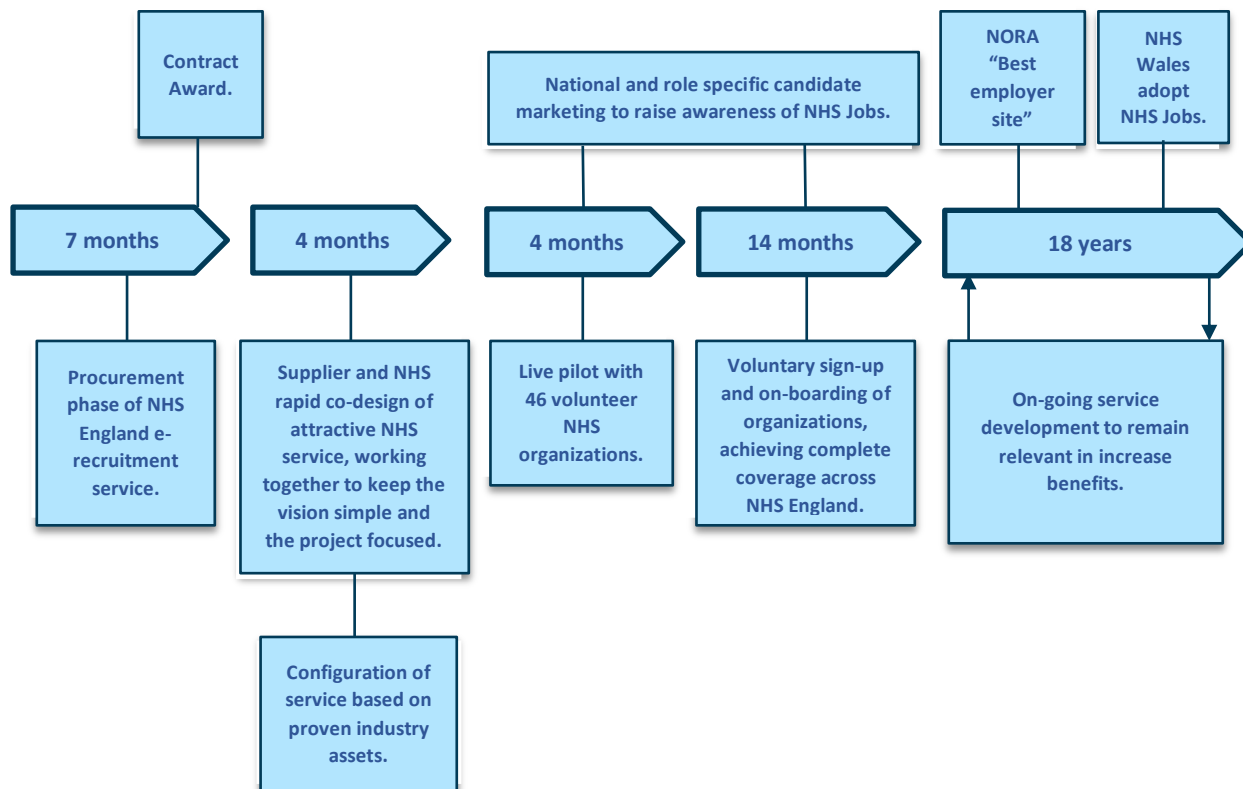 Contract
Award.
National and role specific candidate
marketing to raise awareness of NHS Jobs.
NORA
“Best
employer
site”
NHS
Wales
adopt
NHS Jobs.
7 months
4 months
4 months
14 months
18 years
Procurement
phase of NHS
England e-
recruitment
service.
Supplier and NHS
rapid co-design of
attractive NHS
service, working
together to keep the
vision simple and
the project focused.
Live pilot with
46 volunteer
NHS
organizations.
Voluntary sign-up
and on-boarding of
organizations,
achieving complete
coverage across
NHS England.
On-going service
development to remain
relevant in increase
benefits.
Configuration of
service based on
proven industry
assets.